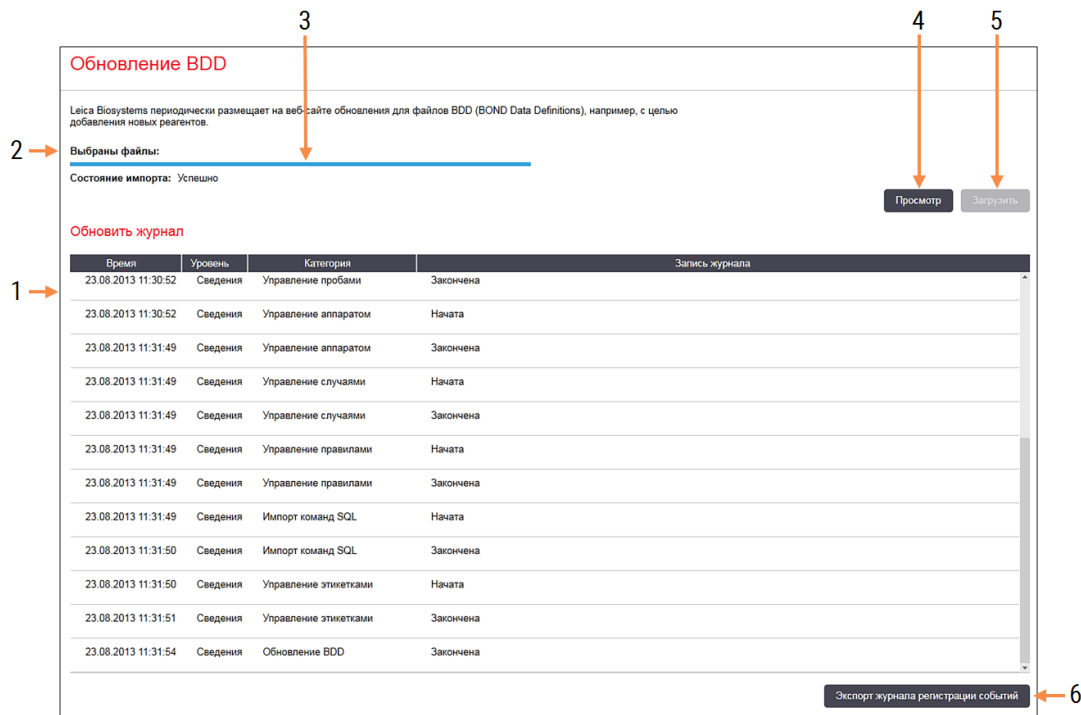 3 4 5
Обновление BDD
Leica Biosystems периодически размещает на веб-сайте обновления для файлов BDD (BOND Data Definitions), например, с целью
добавления новых реагентов.
2 Выбраны файлы:
Состояние импорта: Успешно
Просмотр Загрузить
Обновить журнал
Время Уровень Категория Запись журнала
1 23.08.2013 11:30:52 Сведения Управление пробами Закончена
23.08.2013 11:30:52 Сведения Управление аппаратом Начата
23.08.2013 11:31:49 Сведения Управление аппаратом Закончена
23.08.2013 11:31:49 Сведения Управление случаями Начата
23.08.2013 11:31:49 Сведения Управление случаями Закончена
23.08.2013 11:31:49 Сведения Управление правилами Начата
23.08.2013 11:31:49 Сведения Управление правилами Закончена
23.08.2013 11:31:49 Сведения Импорт команд SQL Начата
23.08.2013 11:31:50 Сведения Импорт команд SQL Закончена
23.08.2013 11:31:50 Сведения Управление этикетками Начата
23.08.2013 11:31:51 Сведения Управление этикетками Закончена
23.08.2013 11:31:54 Сведения Обновление BDD Закончена
Экспорт журнала регистрации событий 6